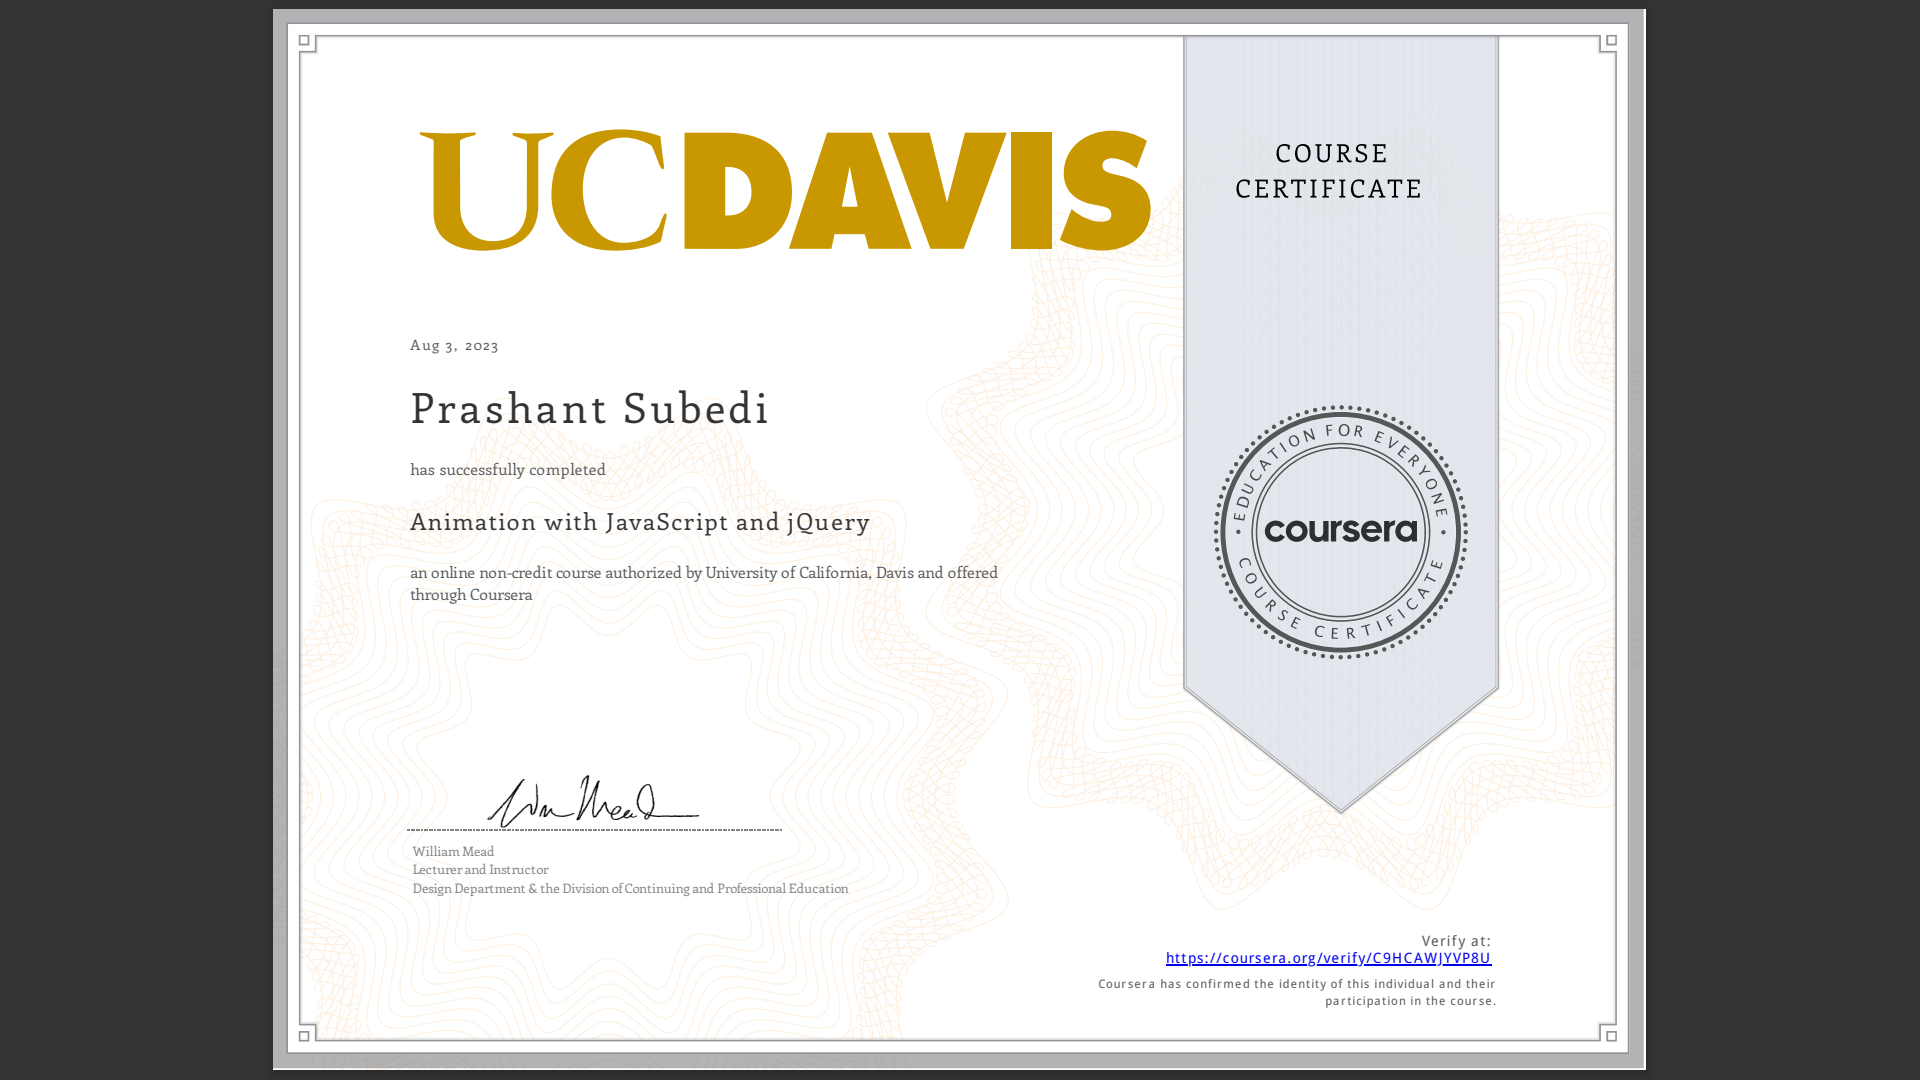 UCDAVIS
COURSE
CERTIFICATE
Aug 3, 2023
Prashant Subedi
has successfully completed
Animation with JavaScript and jQuery
an online non-credit course authorized by University of California, Davis and offered
through Coursera
EDUCATION FOR EVERYONE
coursera
COURSE CERTIFICATE
William Mead
Lecturer and Instructor
Design Department & the Division of Continuing and Professional Education
Verify at:
https://coursera.org/verify/C9HCAWJYVP8U
Coursera has confirmed the identity of this individual and their
participation in the course.